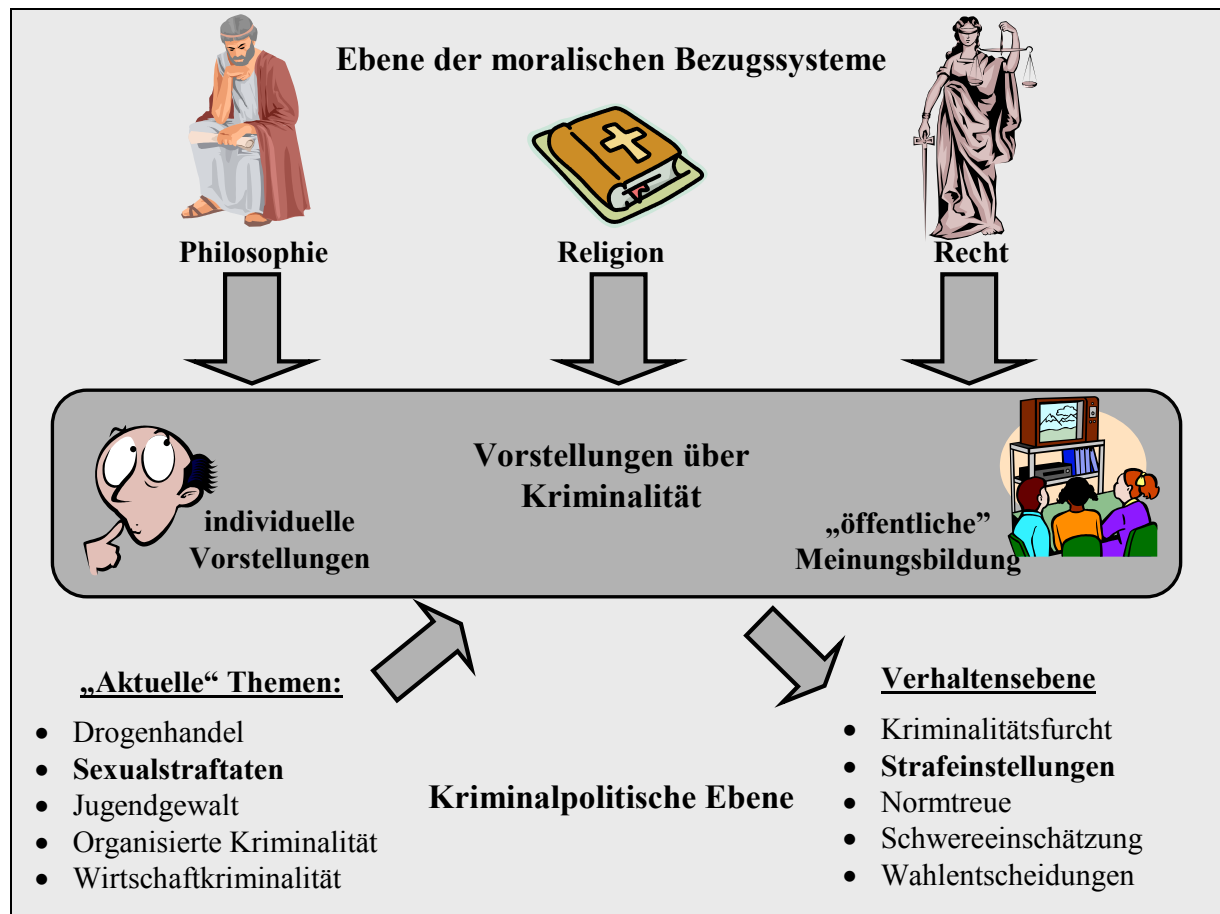 Ebene der moralischen Bezugssysteme
Philosophie
Religion
Recht
Vorstellungen über
Kriminalität
individuelle
Vorstellungen
„öffentliche”
Meinungsbildung
„Aktuelle“ Themen:
• Drogenhandel
• Sexualstraftaten
• Jugendgewalt
• Organisierte Kriminalität
• Wirtschaftkriminalität
Kriminalpolitische Ebene
Verhaltensebene
• Kriminalitätsfurcht
• Strafeinstellungen
• Normtreue
• Schwereeinschätzung
• Wahlentscheidungen